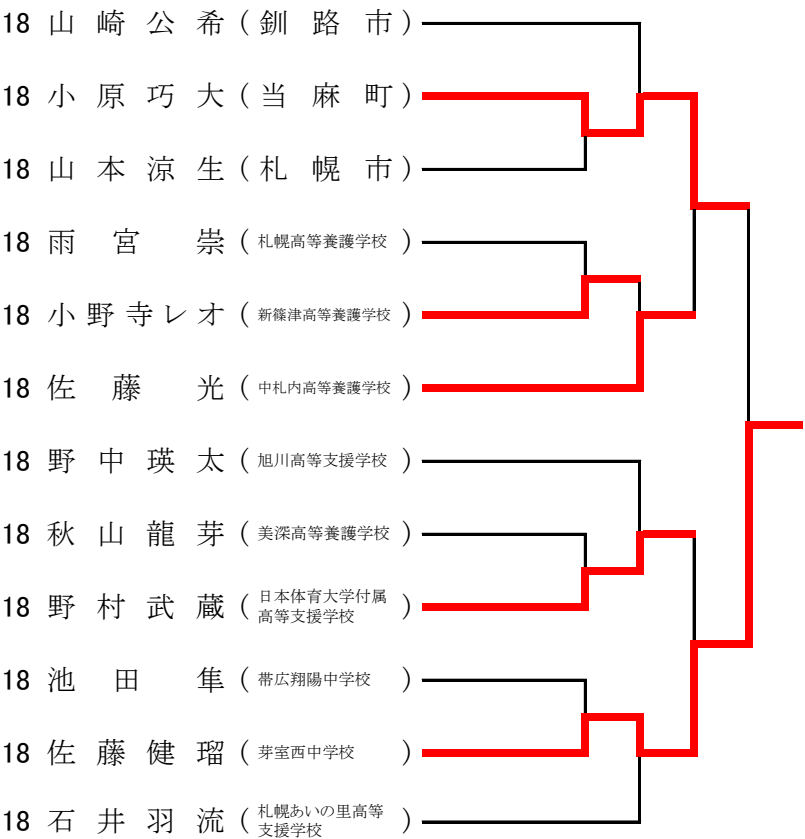 18 山崎公希(釧路市)
18 小原巧大(当麻町)
18 山本涼生(札幌市)
18 雨宮崇(札幌高等養護学校)
18 小野寺レオ(新篠津高等養護学校)
18 佐藤光(中札内高等養護学校)
18 野中瑛太(旭川高等支援学校)
18 秋山龍芽(美深高等養護学校)
18 野村武蔵(日本体育大学付属
高等支援学校)
18 池田隼(帯広翔陽中学校)
18 佐藤健瑠(芽室西中学校)
18 石井羽流(札幌あいの里高等
支援学校)